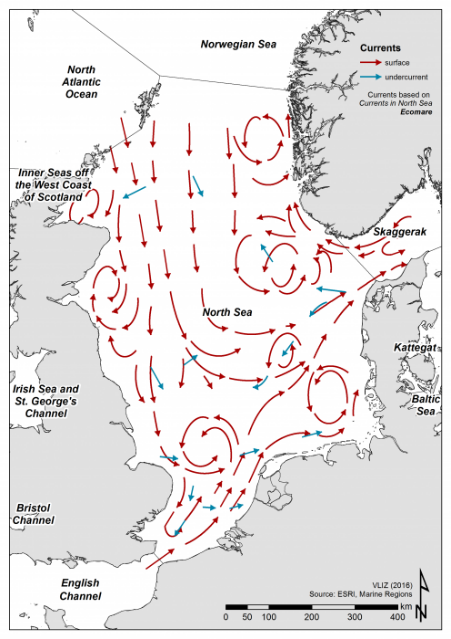 Norwegian Sea
North
Atlantic
Ocean
Currents
surface
undercurrent
Currents based on
Currents in North Sea
Ecomare
Inner Seas off
the West Coast
of Scotland
Skaggerak
North Sea
Kattegat
Irish Sea and
St. George's
Channel
Baltic
Sea
Bristol
Channel
English
Channel
VLIZ (2016)
Source: ESRI, Marine Regions
km
0 50 100 200 300 400
N